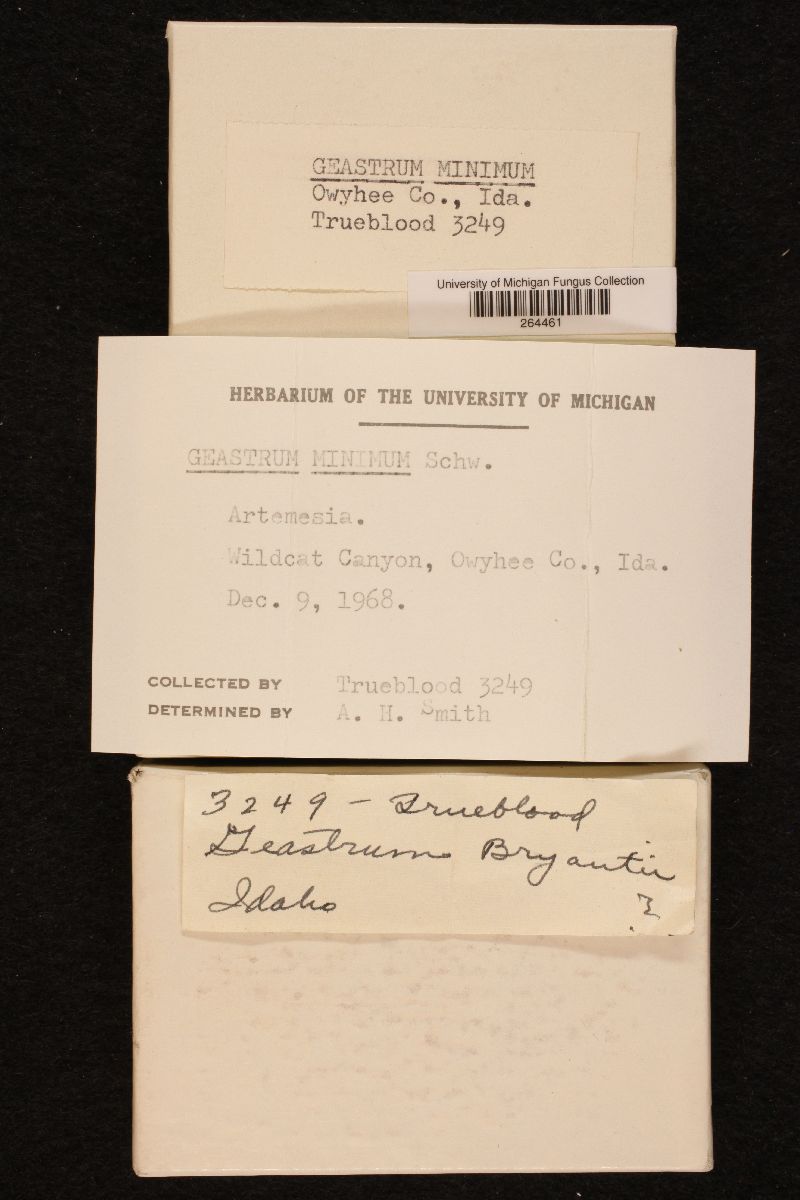 GEASTRUM MINIMUM
Owyhee Co., Ida.
Trueblood 3249
University of Michigan Fungus Collection
264461
HERBARIUM OF THE UNIVERSITY OF MICHIGAN
GEASTRUM MINIMUM Schw.
Artemesia.
Wildcat Canyon, Owyhee Co., Ida.
Dec. 9, 1968.
COLLECTED BY Trueblood 3249
DETERMINED BY A. H. Smith
3249 - Trueblood
Geastrum Bryantii
Idaho ?